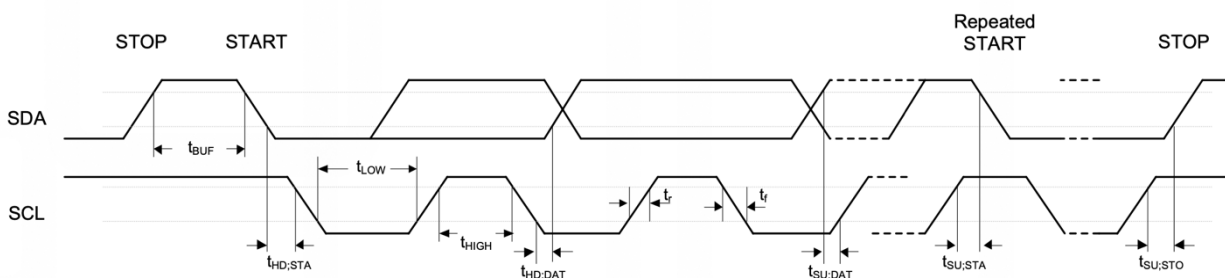 Repeated
STOP START START STOP
SDA
tBUF
tLOW
SCL
tr tf
tHIGH
tHD;STA tHD;DAT tSU;DAT tSU;STA tSU;STO